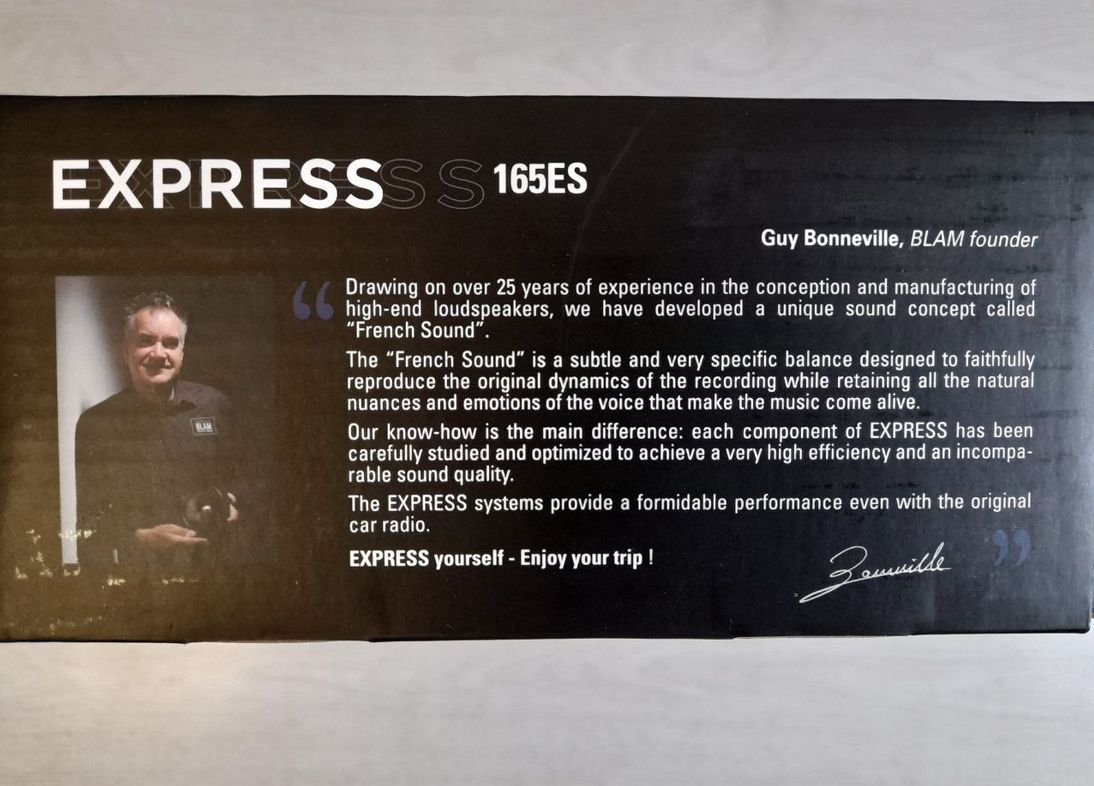 EXPRESS 165ES
Guy Bonneville, BLAM founder
“ Drawing on over 25 years of experience in the conception and manufacturing of
high-end loudspeakers, we have developed a unique sound concept called
“French Sound”.
The “French Sound” is a subtle and very specific balance designed to faithfully
reproduce the original dynamics of the recording while retaining all the natural
nuances and emotions of the voice that make the music come alive.
Our know-how is the main difference: each component of EXPRESS has been
carefully studied and optimized to achieve a very high efficiency and an incompa-
rable sound quality.
The EXPRESS systems provide a formidable performance even with the original
car radio.
EXPRESS yourself - Enjoy your trip !
Bonneville ”
BLAM